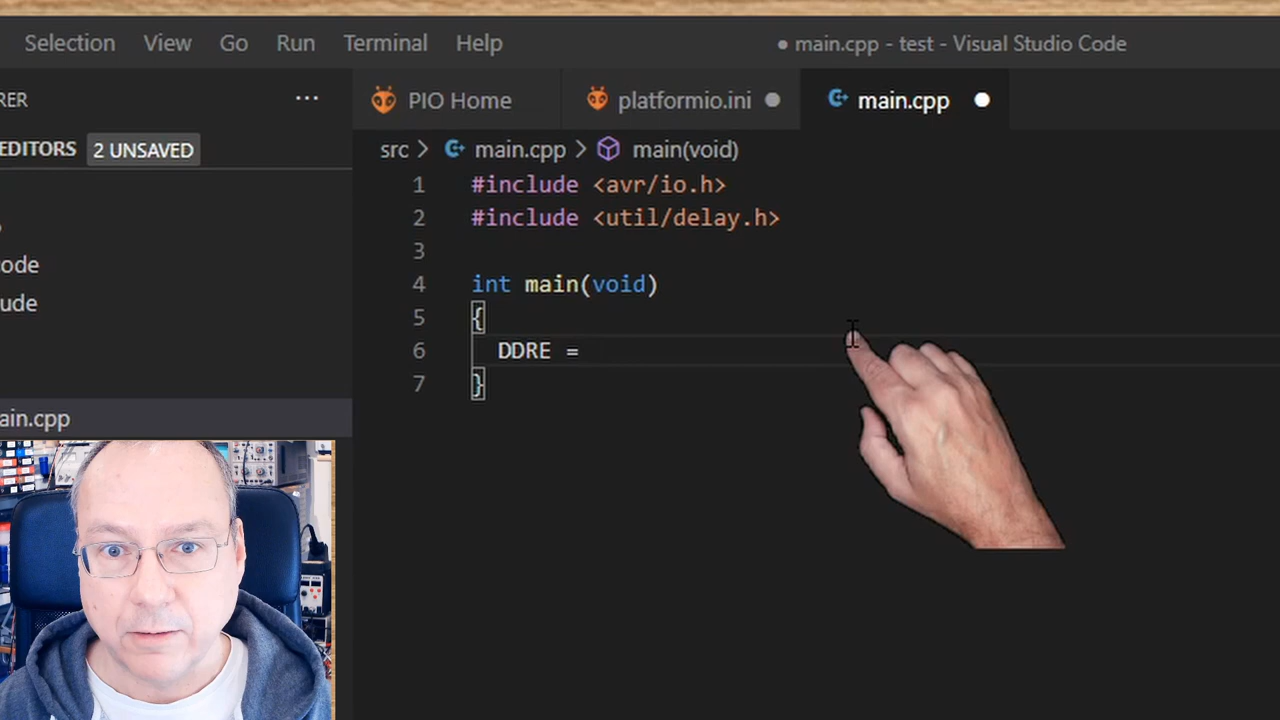 Selection View Go Run Terminal Help ● main.cpp - test - Visual Studio Code
RER ...
PIO Home platformio.ini main.cpp
EDITORS 2 UNSAVED
src > main.cpp > main(void)
1 #include <avr/io.h>
2 #include <util/delay.h>
3
4 int main(void)
5 {
6 DDRE =
7 }
ode
ude
ain.cpp